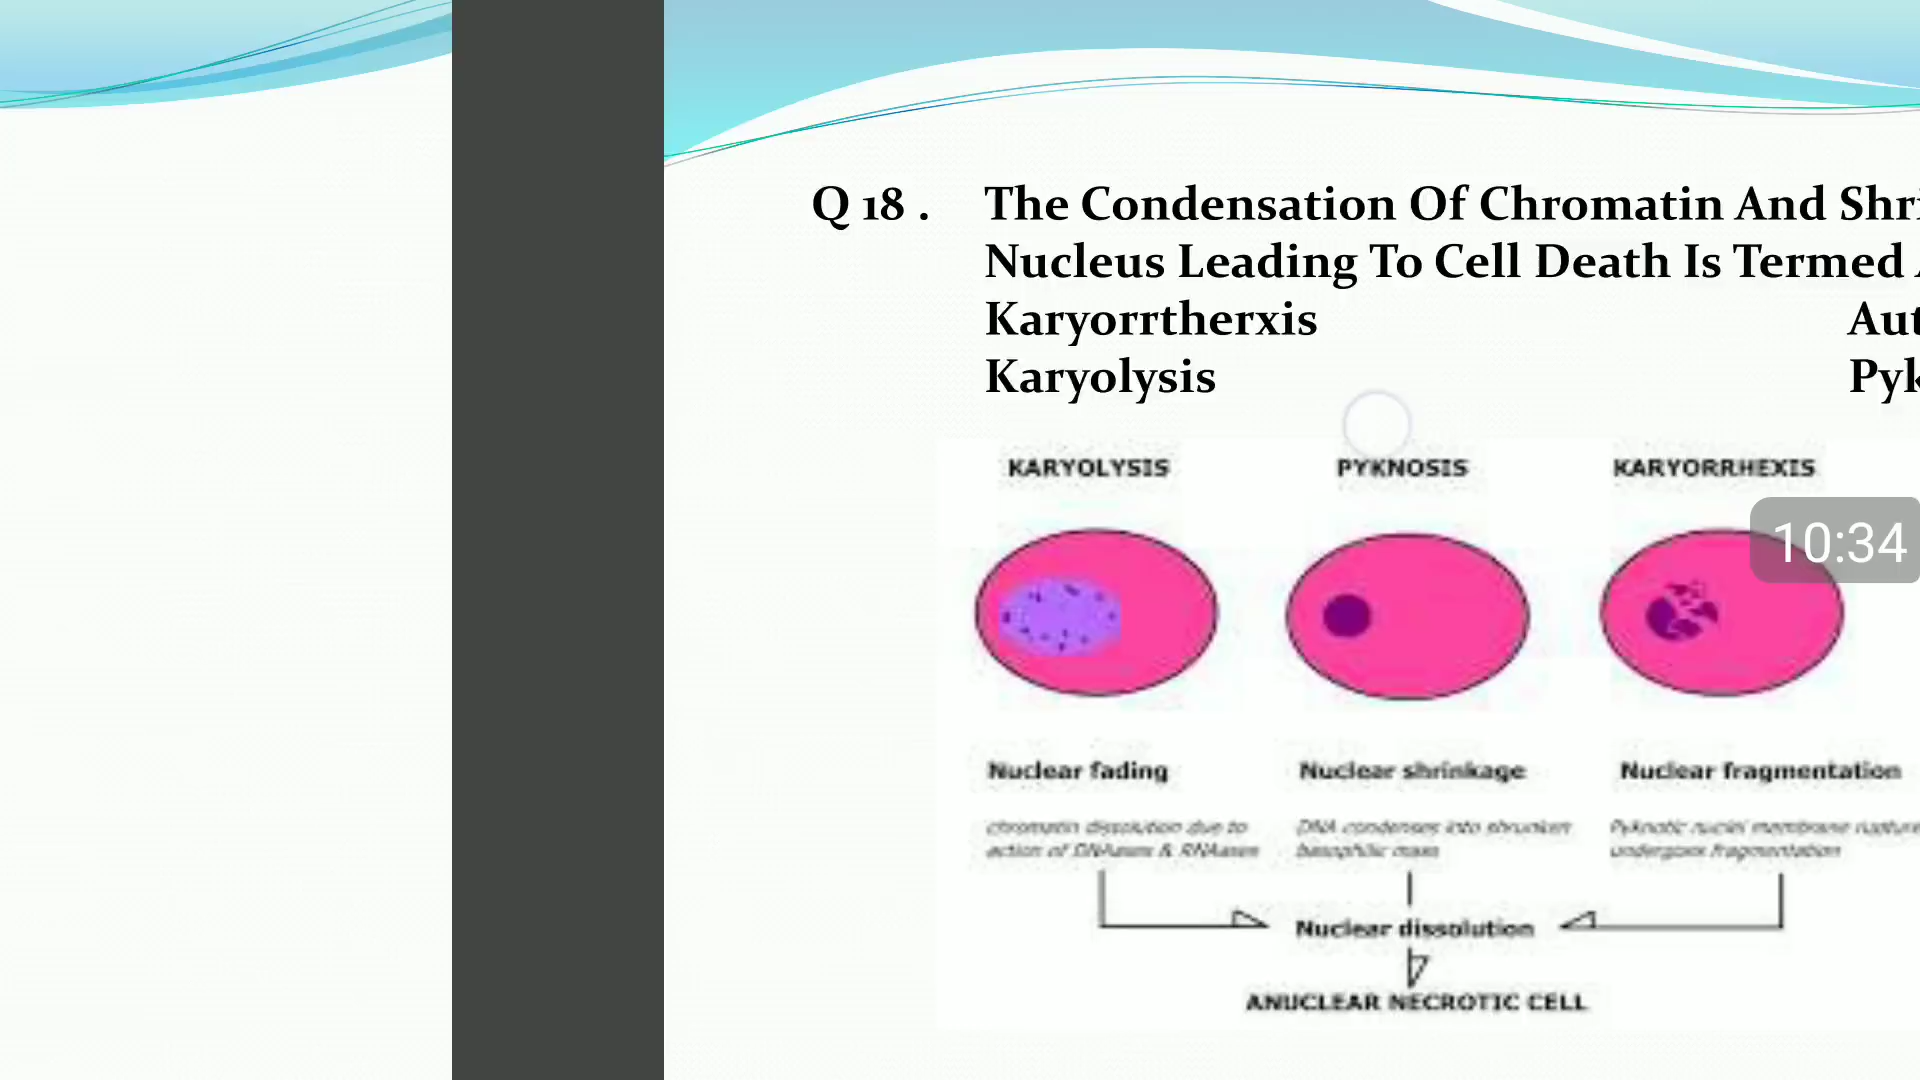 Q 18 . The Condensation Of Chromatin And Shri
Nucleus Leading To Cell Death Is Termed
Karyorrtherxis Aut
Karyolysis Pyk
KARYOLYSIS PYKNOSIS KARYORRHEXIS
10:34
Nuclear fading Nuclear shrinkage Nuclear fragmentation
chromatin dissolution due to DNA condenses into shrunken Pyknotic nuclei membrane rupture
action of DNAases & RNAases basophilic mass undergoes fragmentation
Nuclear dissolution
ANUCLEAR NECROTIC CELL